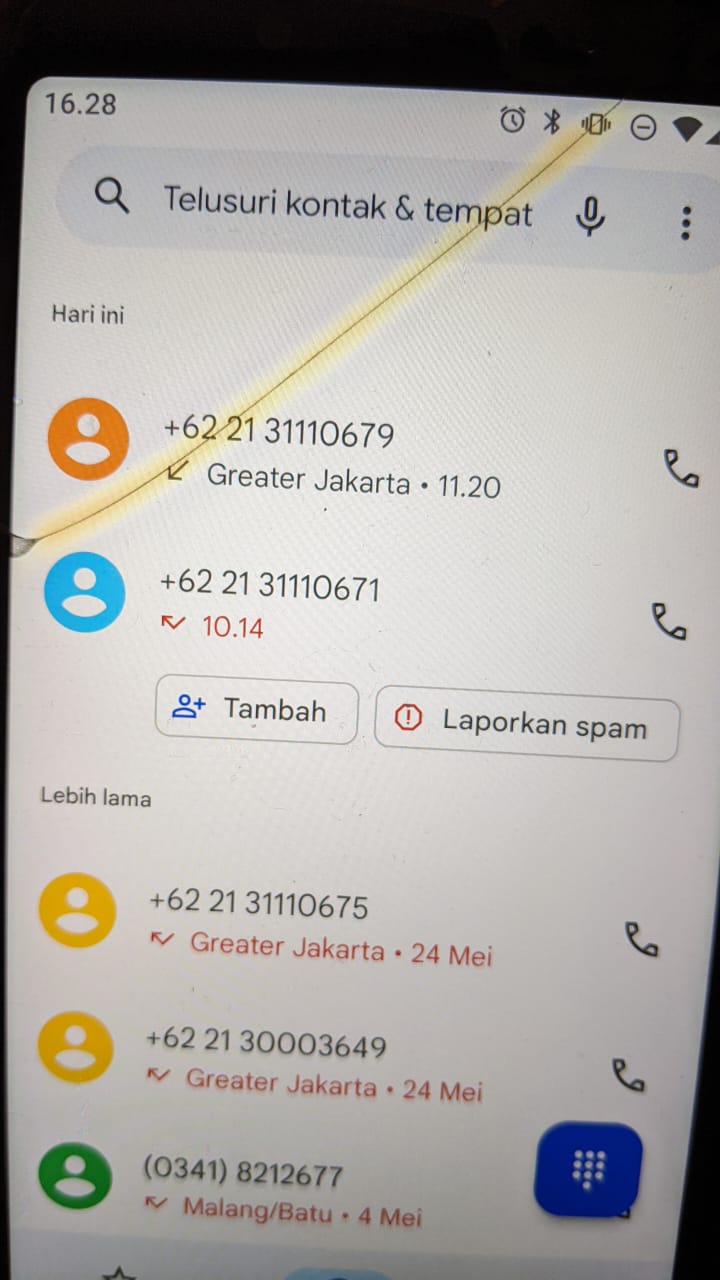 16.28
Telusuri kontak & tempat
Hari ini
+62 21 31110679
Greater Jakarta • 11.20
+62 21 31110671
10.14
Tambah
Laporkan spam
Lebih lama
+62 21 31110675
Greater Jakarta • 24 Mei
+62 21 30003649
Greater Jakarta • 24 Mei
(0341) 8212677
Malang/Batu • 4 Mei